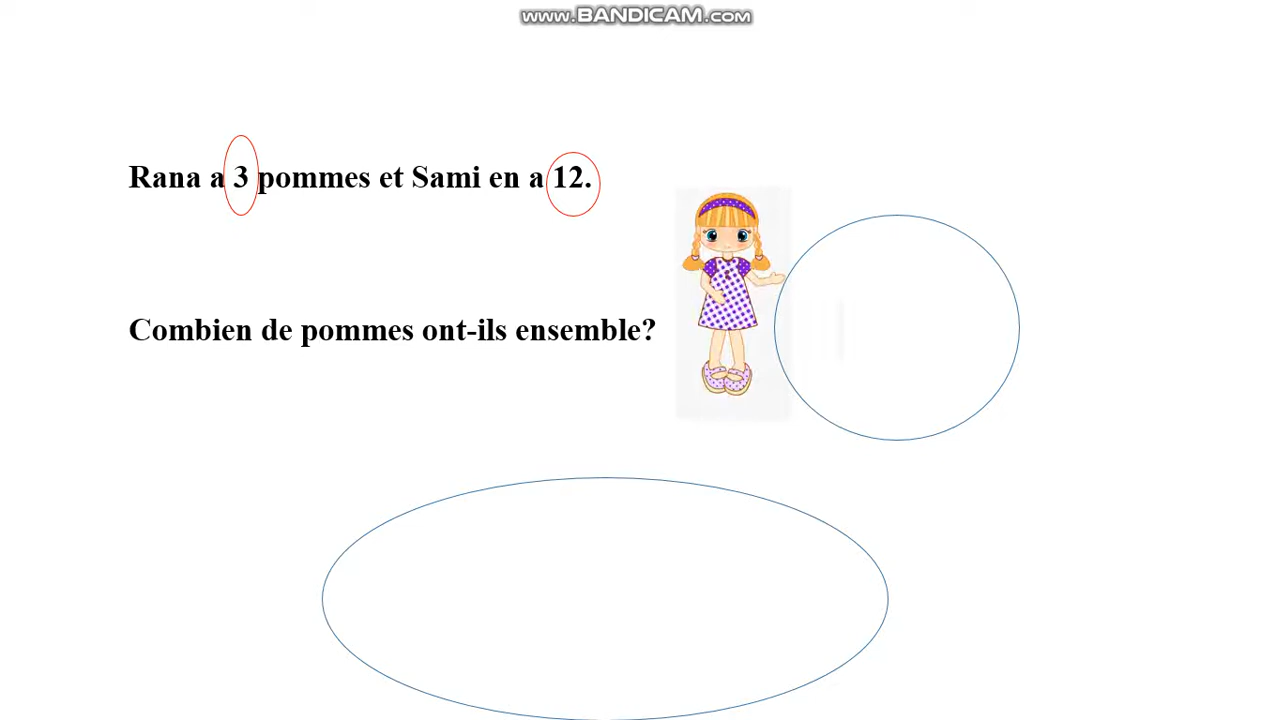 www.BANDICAM.com
Rana a 3 pommes et Sami en a 12.
Combien de pommes ont-ils ensemble?